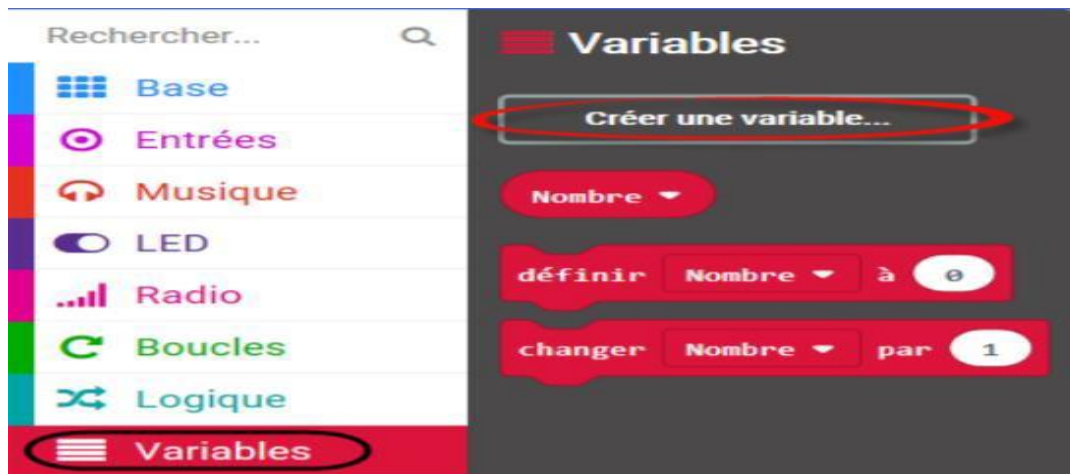 Rechercher...
Base
Entrées
Musique
LED
Radio
Boucles
Logique
Variables
Variables
Créer une variable...
Nombre
définir Nombre à 0
changer Nombre par 1